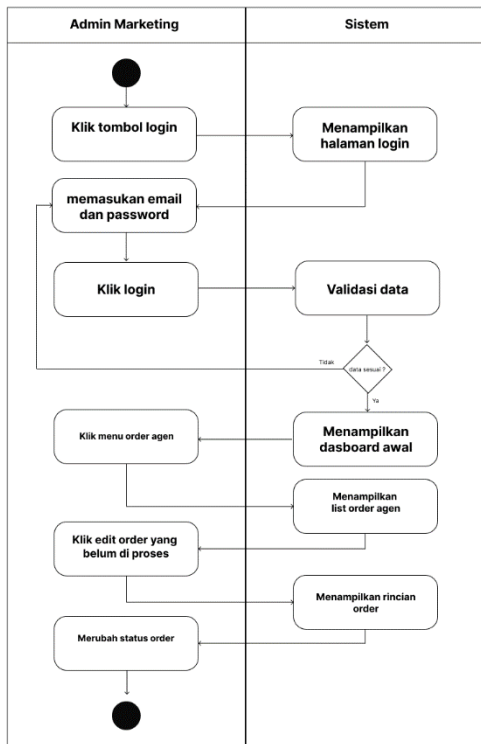 Admin Marketing
Sistem
Klik tombol login
Menampilkan
halaman login
memasukan email
dan password
Klik login
Validasi data
Tidak
data sesuai ?
Ya
Klik menu order agen
Menampilkan
dasboard awal
Menampilkan
list order agen
Klik edit order yang
belum di proses
Menampilkan rincian
order
Merubah status order